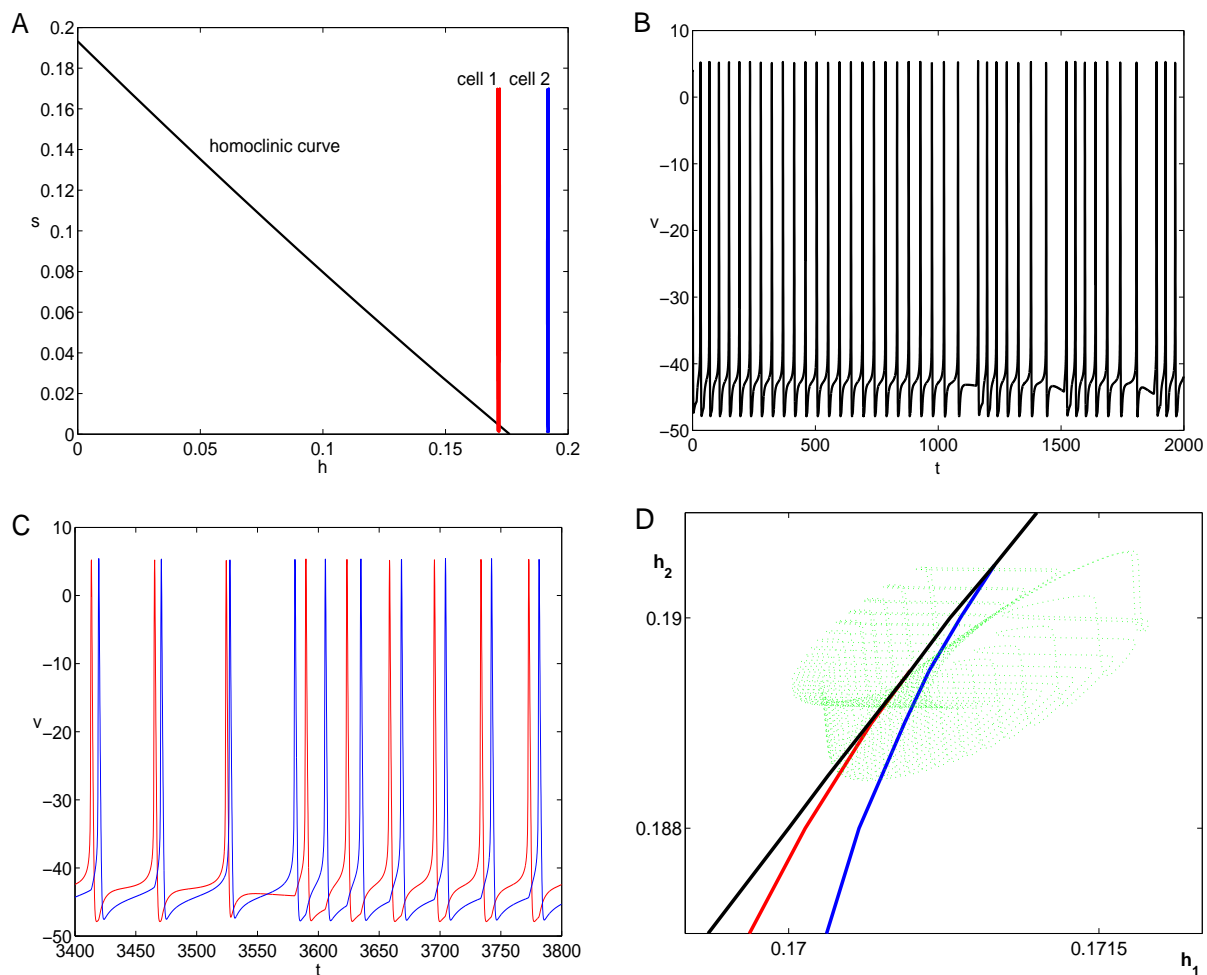 A
0.2
0.18
0.16
0.14
0.12
s
0.1
0.08
0.06
0.04
0.02
0
cell 1 cell 2
homoclinic curve
0 0.05 0.1 0.15 0.2
h
B
10
0
−10
v
−20
−30
−40
−50
0 500 1000 1500 2000
t
C
10
0
−10
v
−20
−30
−40
−50
3400 3450 3500 3550 3600 3650 3700 3750 3800
t
D
h2
0.19
0.188
0.17 0.1715
h1